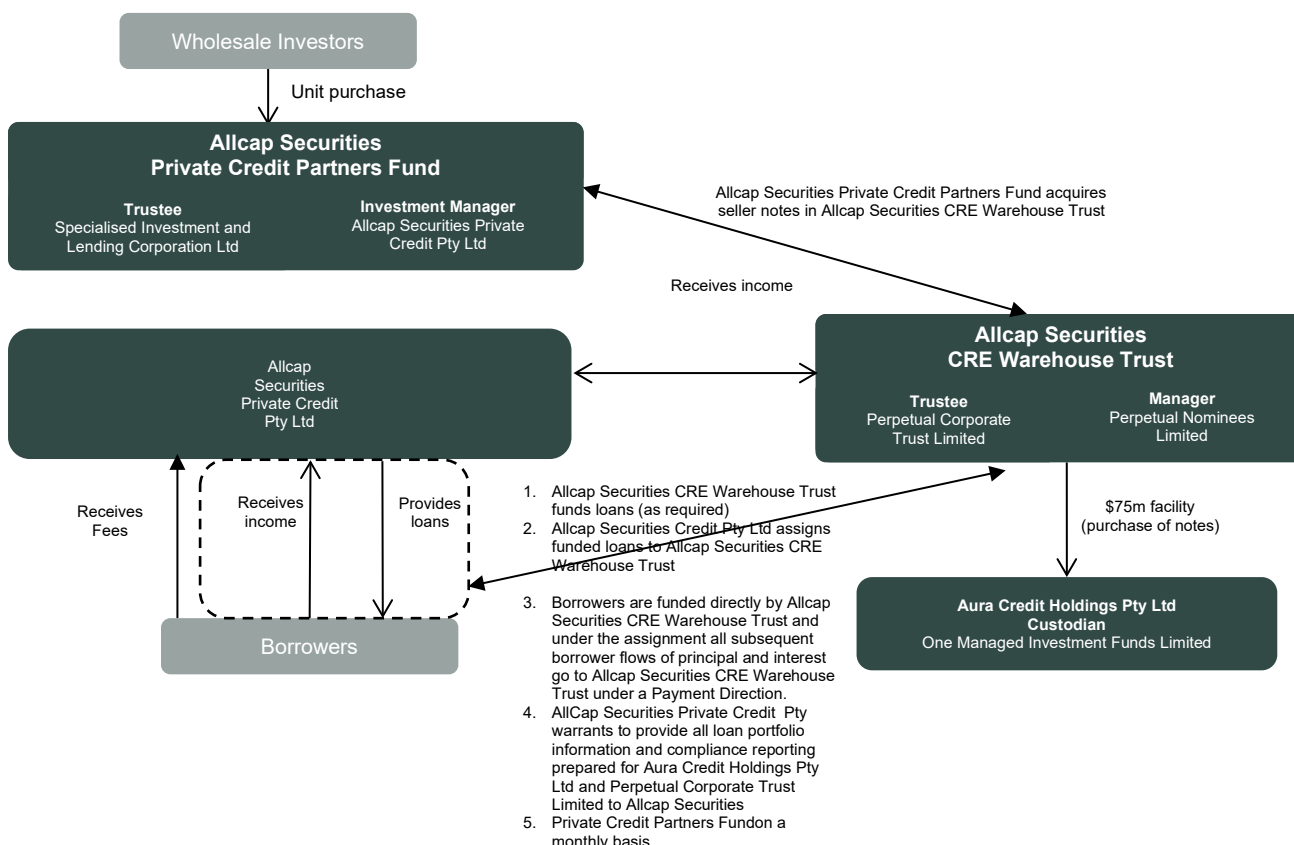 Wholesale Investors
Unit purchase
Allcap Securities
Private Credit Partners Fund
Trustee
Specialised Investment and
Lending Corporation Ltd
Investment Manager
Allcap Securities Private
Credit Pty Ltd
Allcap Securities Private Credit Partners Fund acquires
seller notes in Allcap Securities CRE Warehouse Trust
Receives income
Allcap Securities
CRE Warehouse Trust
Trustee
Perpetual Corporate
Trust Limited
Manager
Perpetual Nominees
Limited
Allcap
Securities
Private Credit
Pty Ltd
Receives
Fees
Receives
income
Provides
loans
Borrowers
1. Allcap Securities CRE Warehouse Trust
funds loans (as required)
2. Allcap Securities Credit Pty Ltd assigns
funded loans to Allcap Securities CRE
Warehouse Trust
3. Borrowers are funded directly by Allcap
Securities CRE Warehouse Trust and
under the assignment all subsequent
borrower flows of principal and interest
go to Allcap Securities CRE Warehouse
Trust under a Payment Direction.
4. AllCap Securities Private Credit Pty
warrants to provide all loan portfolio
information and compliance reporting
prepared for Aura Credit Holdings Pty
Ltd and Perpetual Corporate Trust
Limited to Allcap Securities
5. Private Credit Partners Fundon a
monthly basis
$75m facility
(purchase of notes)
Aura Credit Holdings Pty Ltd
Custodian
One Managed Investment Funds Limited